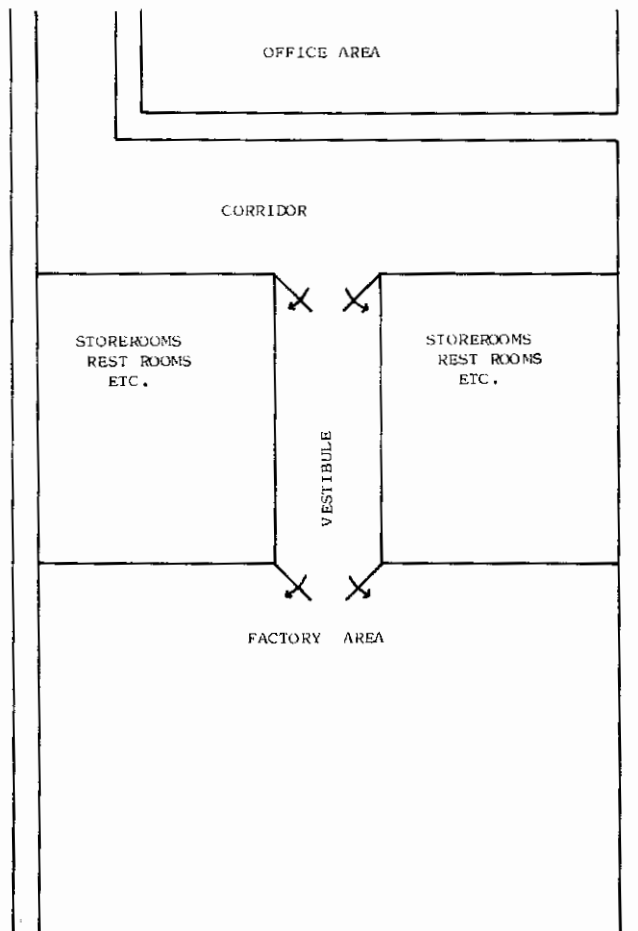 OFFICE AREA
CORRIDOR
STOREROOMS
REST ROOMS
ETC.
STOREROOMS
REST ROOMS
ETC.
VESTIBULE
FACTORY AREA